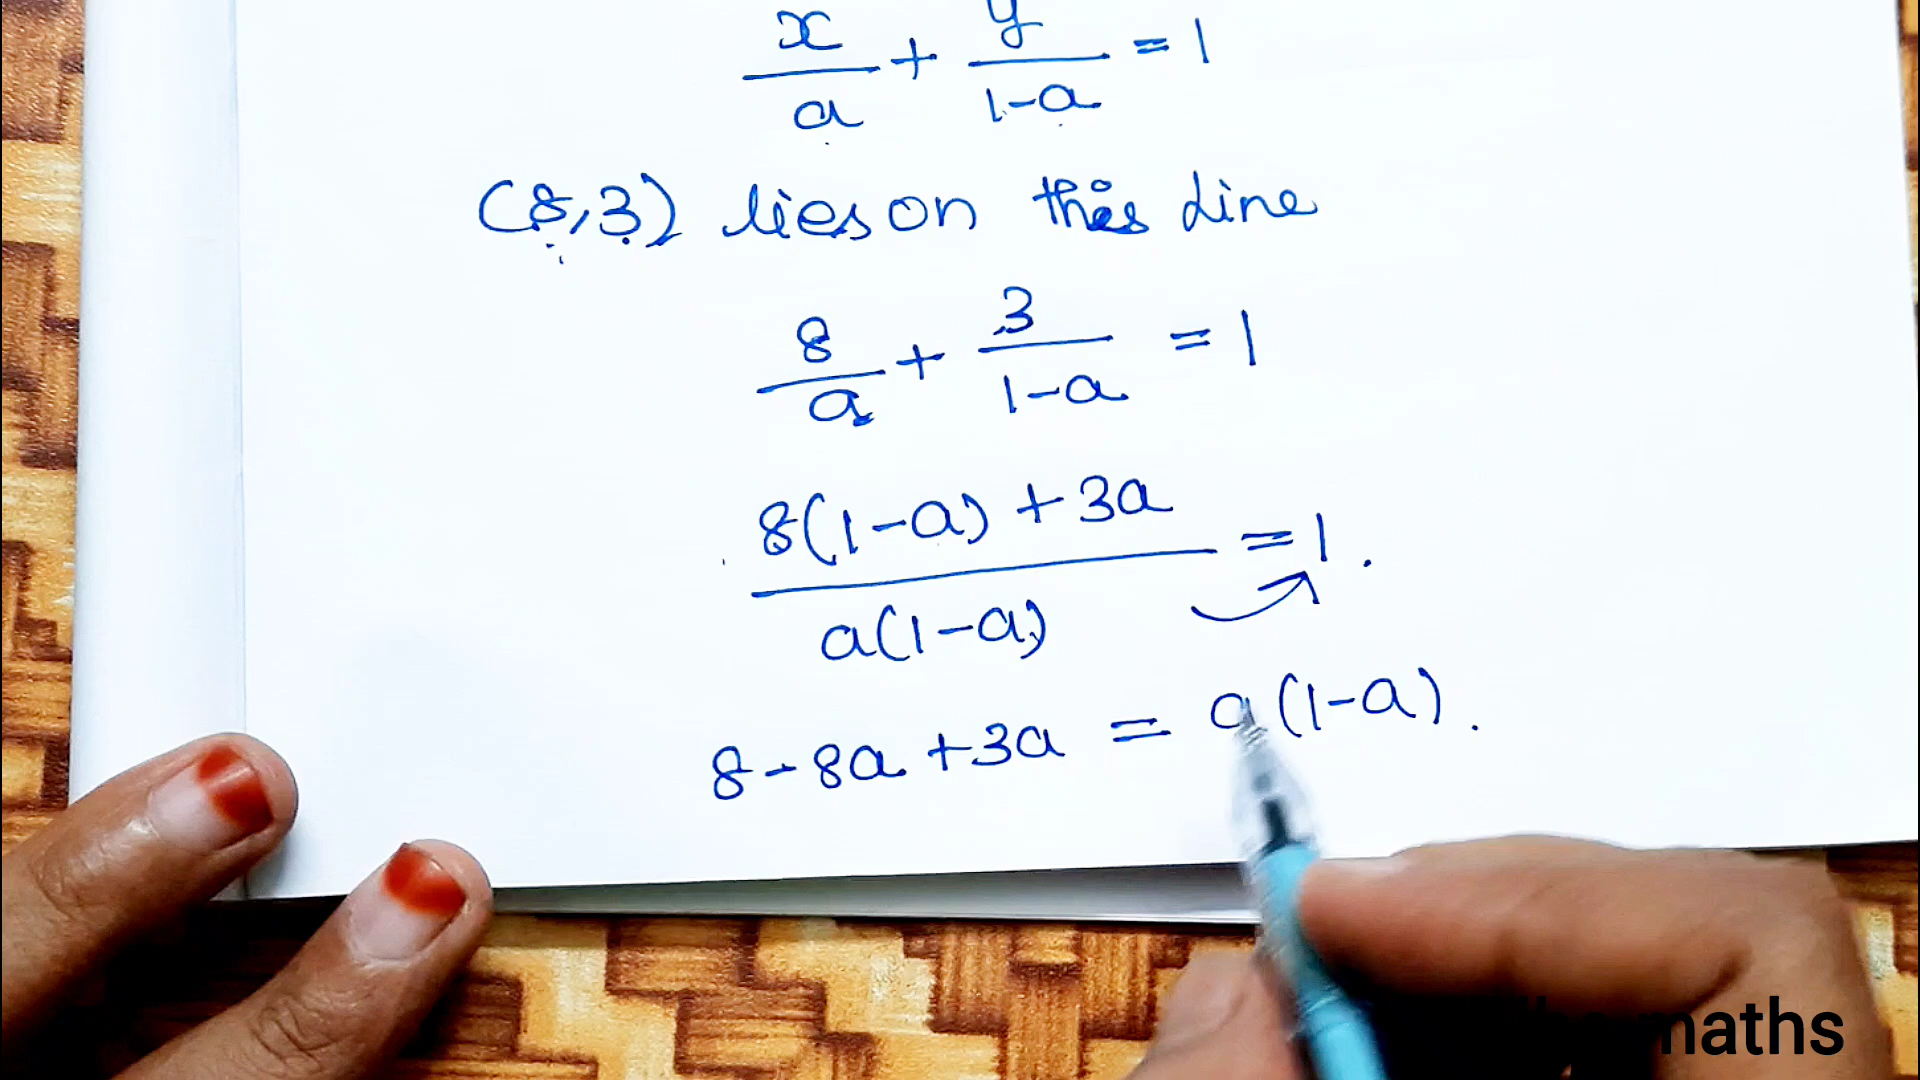 x/a + y/1-a = 1
(8,3) lies on this Line
8/a + 3/1-a = 1
8(1-a) + 3a/a(1-a) = 1.
8-8a+3a = a(1-a).
maths